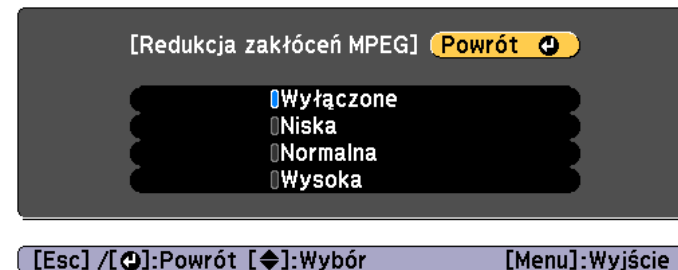 [Redukcja zakłóceń MPEG] Powrót
Wyłączone
Niska
Normalna
Wysoka
[Esc] /[⏎]:Powrót [◆]:Wybór [Menu]:Wyjście